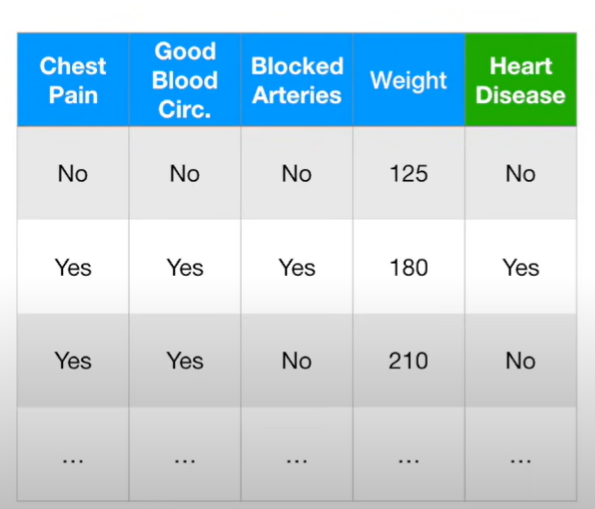 Chest Pain Good Blood Circ. Blocked Arteries Weight Heart Disease
No No No 125 No
Yes Yes Yes 180 Yes
Yes Yes No 210 No
... ... ... ... ...